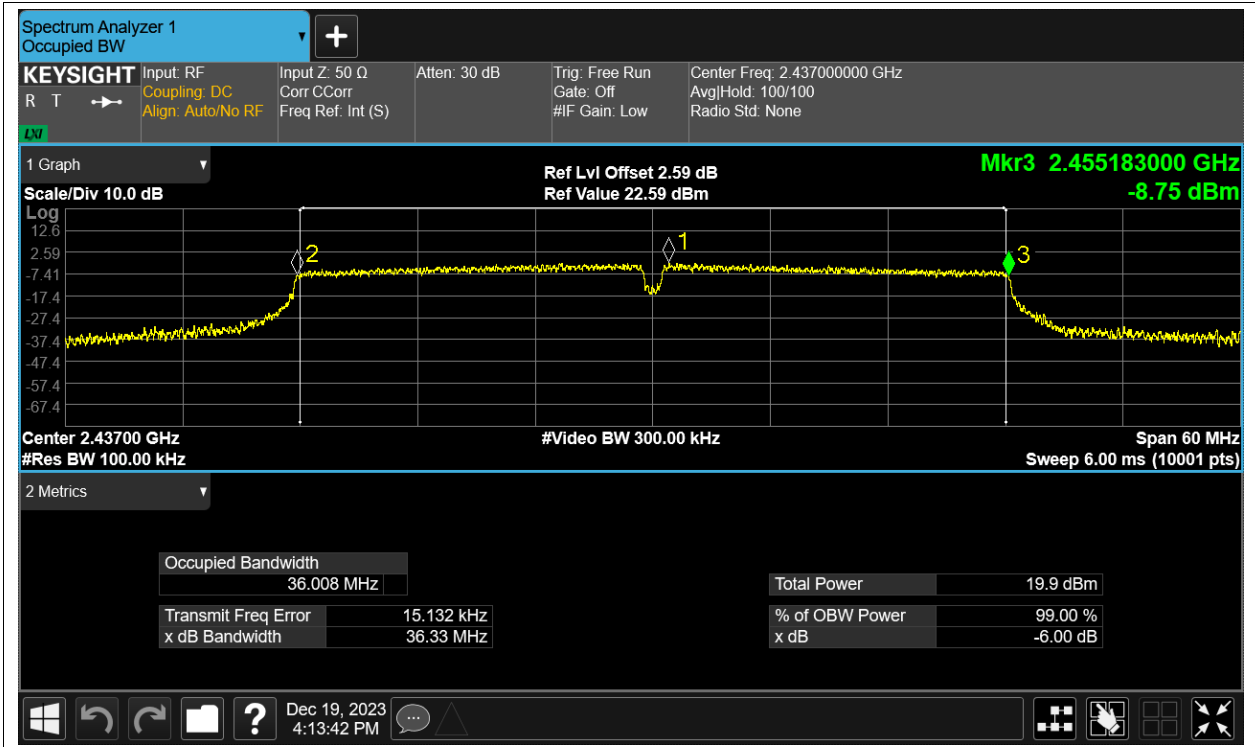 Spectrum Analyzer 1
Occupied BW
+
KEYSIGHT
R T
LXI
Input: RF
Coupling: DC
Align: Auto/No RF
Input Z: 50 Ω
Corr CCorr
Freq Ref: Int (S)
Atten: 30 dB
Trig: Free Run
Gate: Off
#IF Gain: Low
Center Freq: 2.437000000 GHz
Avg|Hold: 100/100
Radio Std: None
1 Graph
Scale/Div 10.0 dB
Ref Lvl Offset 2.59 dB
Ref Value 22.59 dBm
Mkr3 2.455183000 GHz
-8.75 dBm
Log
12.6
2.59
-7.41
-17.4
-27.4
-37.4
-47.4
-57.4
-67.4
2
1
3
Center 2.43700 GHz
#Res BW 100.00 kHz
#Video BW 300.00 kHz
Span 60 MHz
Sweep 6.00 ms (10001 pts)
2 Metrics
Occupied Bandwidth
36.008 MHz
Transmit Freq Error 15.132 kHz
x dB Bandwidth 36.33 MHz
Total Power 19.9 dBm
% of OBW Power 99.00 %
x dB -6.00 dB
?
Dec 19, 2023
4:13:42 PM